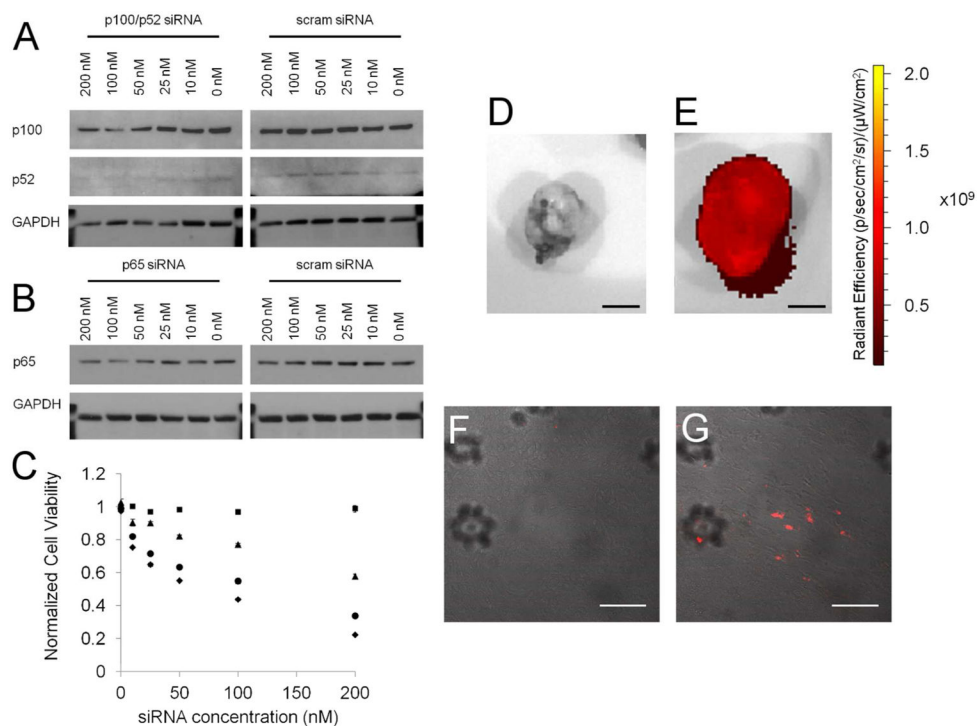 A
p100/p52 siRNA
scram siRNA
200 nM 100 nM 50 nM 25 nM 10 nM 0 nM
200 nM 100 nM 50 nM 25 nM 10 nM 0 nM
p100
p52
GAPDH
B
p65 siRNA
scram siRNA
200 nM 100 nM 50 nM 25 nM 10 nM 0 nM
200 nM 100 nM 50 nM 25 nM 10 nM 0 nM
p65
GAPDH
C
Normalized Cell Viability
1.2
1
0.8
0.6
0.4
0.2
0
0 50 100 150 200
siRNA concentration (nM)
D
E
2.0
1.5
1.0
0.5
x10⁹
Radiant Efficiency (p/sec/cm²/sr)/(µW/cm²)
F
G